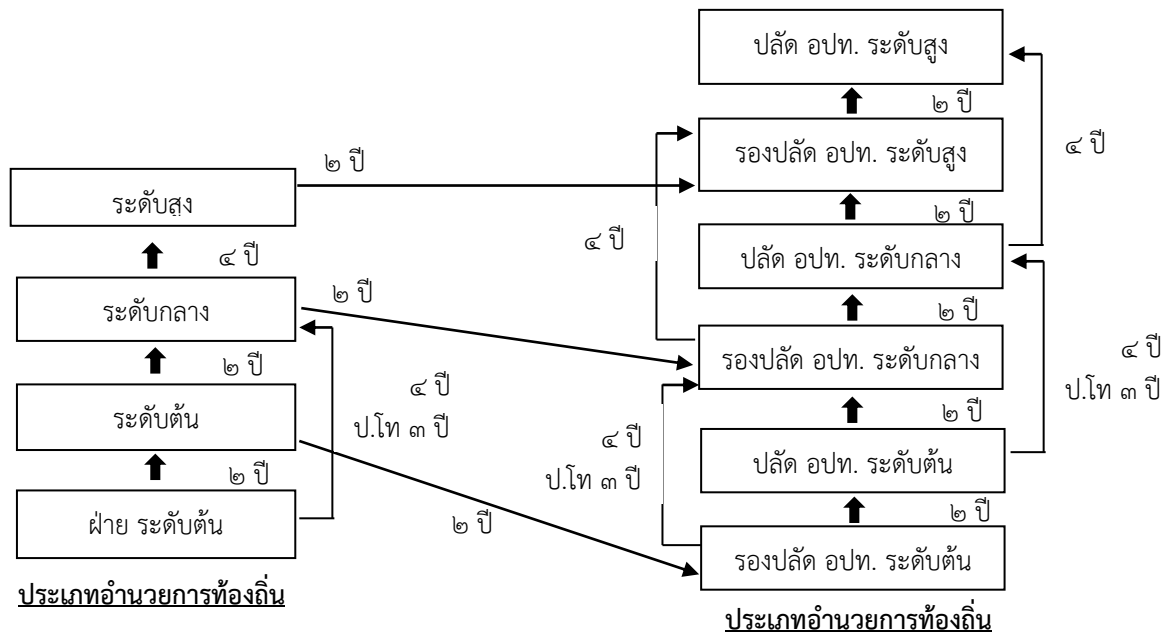 ปลัด อปท. ระดับสูง
๒ ปี
๔ ปี
รองปลัด อปท. ระดับสูง
๒ ปี
ระดับสูง
๒ ปี
๔ ปี
๔ ปี
ปลัด อปท. ระดับกลาง
ระดับกลาง
๒ ปี
๒ ปี
๔ ปี
ป.โท ๓ ปี
รองปลัด อปท. ระดับกลาง
๒ ปี
๔ ปี
ป.โท ๓ ปี
๒ ปี
ระดับต้น
๔ ปี
ป.โท ๓ ปี
ปลัด อปท. ระดับต้น
๒ ปี
๒ ปี
ฝ่าย ระดับต้น
๒ ปี
รองปลัด อปท. ระดับต้น
ประเภทอำนวยการท้องถิ่น
ประเภทอำนวยการท้องถิ่น